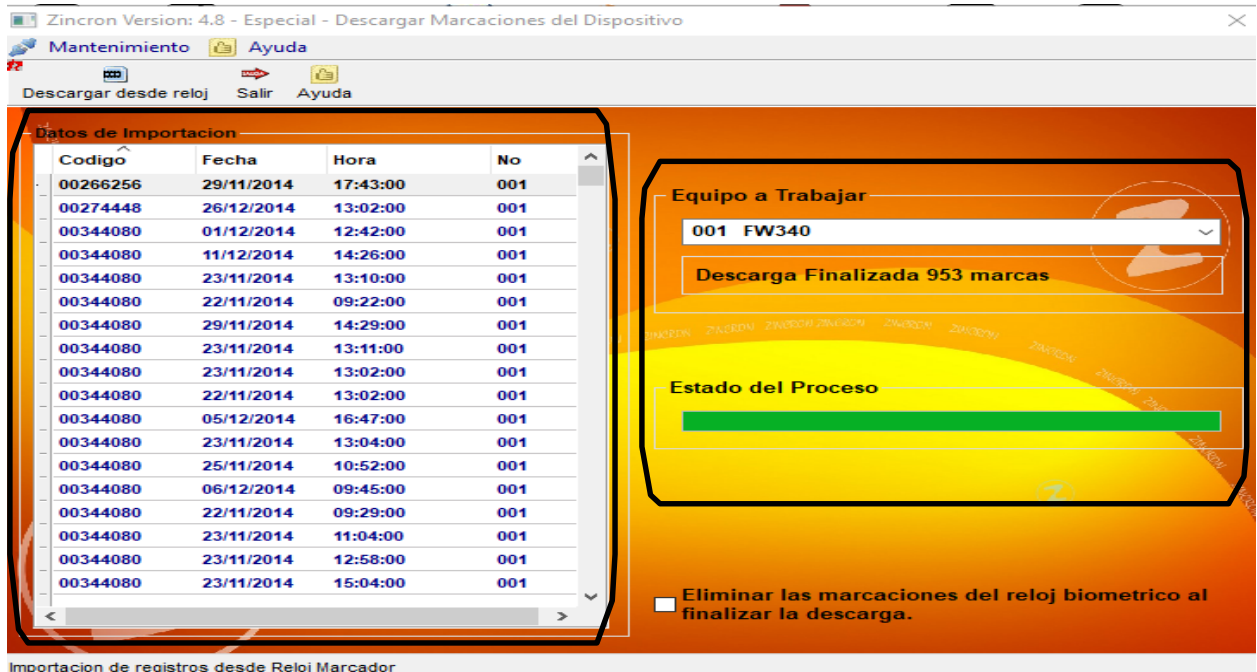 Zincron Version: 4.8 - Especial - Descargar Marcaciones del Dispositivo
Mantenimiento Ayuda
Descargar desde reloj Salir Ayuda
Datos de Importacion
Codigo Fecha Hora No
00266256 29/11/2014 17:43:00 001
00274448 26/12/2014 13:02:00 001
00344080 01/12/2014 12:42:00 001
00344080 11/12/2014 14:26:00 001
00344080 23/11/2014 13:10:00 001
00344080 22/11/2014 09:22:00 001
00344080 29/11/2014 14:29:00 001
00344080 23/11/2014 13:11:00 001
00344080 23/11/2014 13:02:00 001
00344080 22/11/2014 13:02:00 001
00344080 05/12/2014 16:47:00 001
00344080 23/11/2014 13:04:00 001
00344080 25/11/2014 10:52:00 001
00344080 06/12/2014 09:45:00 001
00344080 22/11/2014 09:29:00 001
00344080 23/11/2014 11:04:00 001
00344080 23/11/2014 12:58:00 001
00344080 23/11/2014 15:04:00 001
Equipo a Trabajar
001 FW340
Descarga Finalizada 953 marcas
Estado del Proceso
Eliminar las marcaciones del reloj biometrico al
finalizar la descarga.
Importacion de registros desde Reloj Marcador